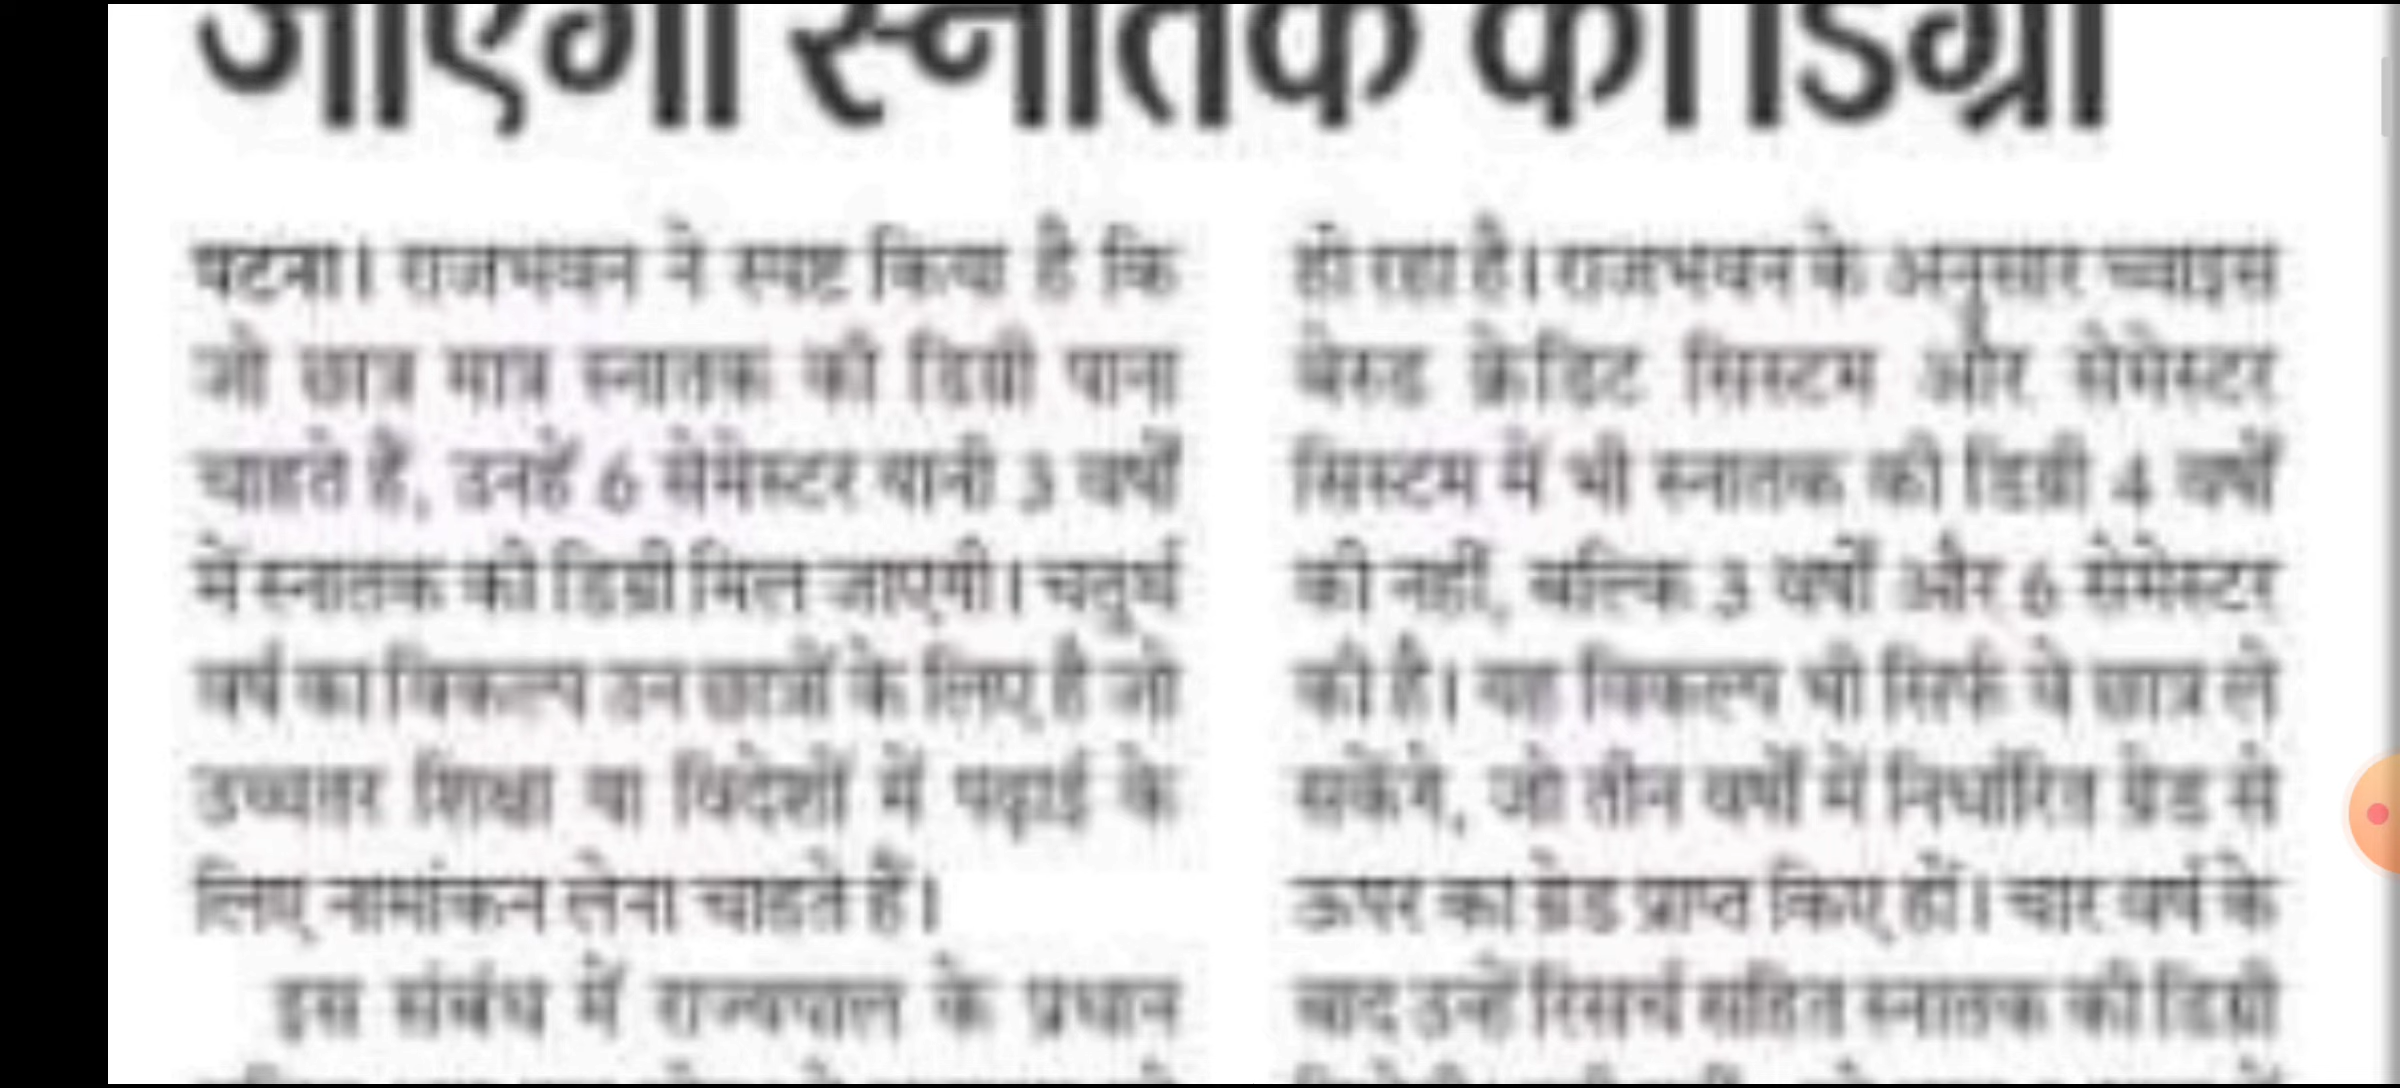 जाएगी स्नातक की डिग्री
पटना। राजभवन ने स्पष्ट किया है कि
जो छात्र मात्र स्नातक की डिग्री पाना
चाहते हैं, उनहें 6 सेमेस्टर यानी 3 वर्षों
में स्नातक की डिग्री मिल जाएगी। चतुर्थ
वर्ष का विकल्प उन छात्रों के लिए है जो
उच्चतर शिक्षा या विदेशों में पढ़ाई के
लिए नामांकन लेना चाहते हैं।
इस संबंध में राज्यपाल के प्रधान
हो रहा है। राजभवन के अनुसार च्वाइस
बेस्ड क्रेडिट सिस्टम और सेमेस्टर
सिस्टम में भी स्नातक की डिग्री 4 वर्षों
की नहीं, बल्कि 3 वर्षों और 6 सेमेस्टर
की है। यह विकल्प भी सिर्फ वे छात्र ले
सकेंगे, जो तीन वर्षों में निर्धारित ग्रेड से
ऊपर का ग्रेड प्राप्त किए हों। चार वर्ष के
बाद उन्हें रिसर्च सहित स्नातक की डिग्री